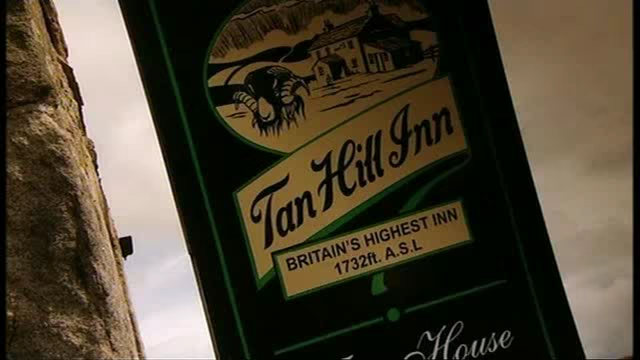 Tan Hill Inn
BRITAIN'S HIGHEST INN
1732ft. A.S.L
House